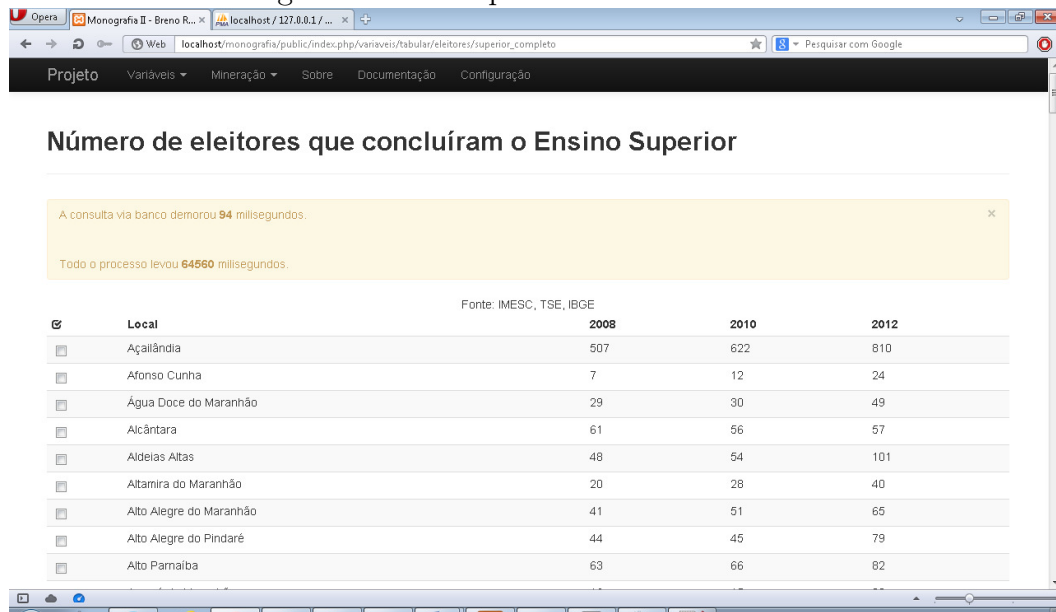 Opera Monografia II - Breno R... localhost / 127.0.0.1 / ...
Web localhost/monografia/public/index.php/variaveis/tabular/eleitores/superior_completo Pesquisar com Google
Projeto Variáveis Mineração Sobre Documentação Configuração
Número de eleitores que concluíram o Ensino Superior
A consulta via banco demorou 94 milisegundos. ×
Todo o processo levou 64560 milisegundos.
Fonte: IMESC, TSE, IBGE
Local 2008 2010 2012
Açailândia 507 622 810
Afonso Cunha 7 12 24
Água Doce do Maranhão 29 30 49
Alcântara 61 56 57
Aldeias Altas 48 54 101
Altamira do Maranhão 20 28 40
Alto Alegre do Maranhão 41 51 65
Alto Alegre do Pindaré 44 45 79
Alto Parnaíba 63 66 82